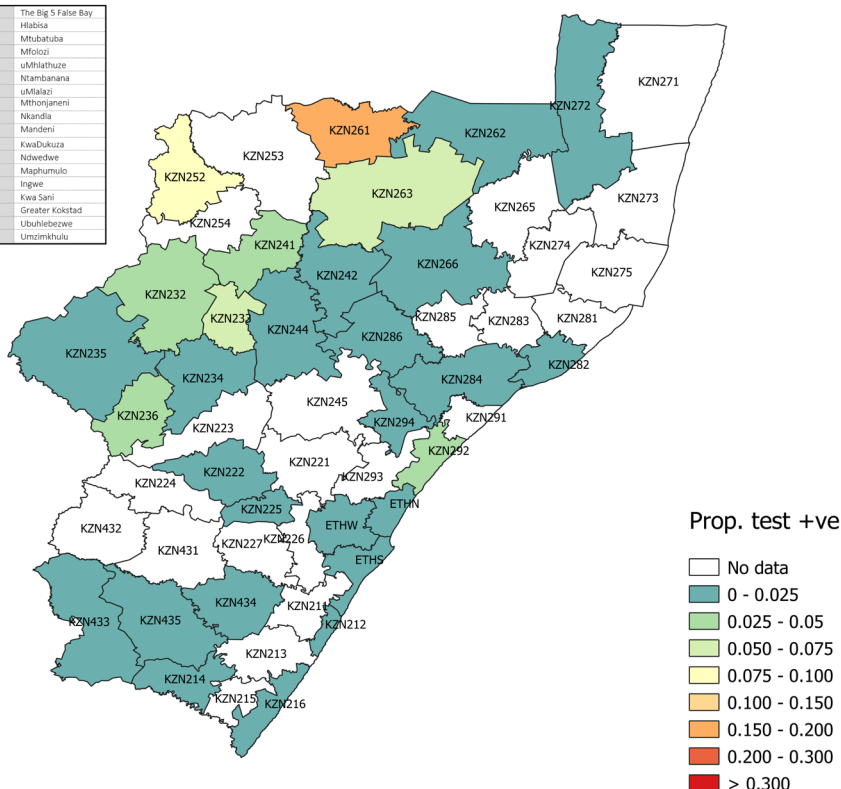 The Big 5 False Bay
Hlabisa
Mtubatuba
Mfolozi
uMhlathuze
Ntambanana
uMlalazi
Mthonjaneni
Nkandla
Mandeni
KwaDukuza
Ndwedwe
Maphumulo
Ingwe
Kwa Sani
Greater Kokstad
Ubuhlebezwe
Umzimkhulu
KZN271
KZN272
KZN261
KZN262
KZN253
KZN252
KZN263
KZN273
KZN265
KZN254
KZN241
KZN274
KZN266
KZN275
KZN242
KZN232
KZN233
KZN285
KZN283
KZN281
KZN244
KZN286
KZN235
KZN282
KZN234
KZN284
KZN245
KZN236
KZN291
KZN294
KZN223
KZN292
KZN221
KZN222
KZN293
KZN224
ETHN
KZN225
ETHW
KZN432
KZN226
KZN227
KZN431
ETHS
KZN434
KZN211
KZN433
KZN435
KZN212
KZN213
KZN214
KZN215
KZN216
Prop. test +ve
No data
0 - 0.025
0.025 - 0.05
0.050 - 0.075
0.075 - 0.100
0.100 - 0.150
0.150 - 0.200
0.200 - 0.300
> 0.300